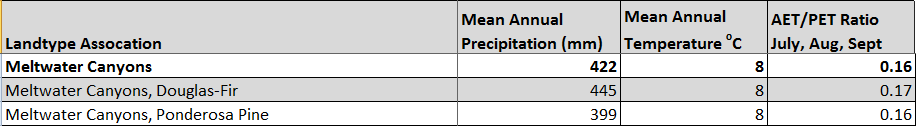 Landtype Assocation Mean Annual Precipitation (mm) Mean Annual Temperature °C AET/PET Ratio July, Aug, Sept
Meltwater Canyons 422 8 0.16
Meltwater Canyons, Douglas-Fir 445 8 0.17
Meltwater Canyons, Ponderosa Pine 399 8 0.16